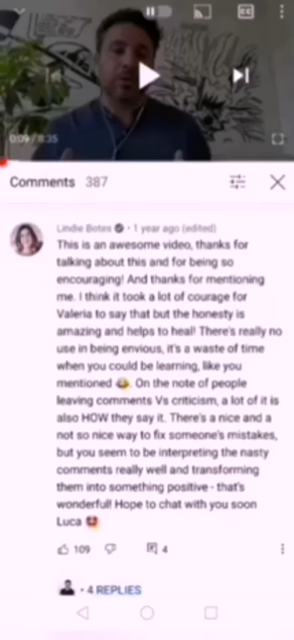 CC
0:09 / 8:35
Comments 387
Lindie Botes • 1 year ago (edited)
This is an awesome video, thanks for
talking about this and for being so
encouraging! And thanks for mentioning
me. I think it took a lot of courage for
Valeria to say that but the honesty is
amazing and helps to heal! There's really no
use in being envious, it's a waste of time
when you could be learning, like you
mentioned 😂. On the note of people
leaving comments Vs criticism, a lot of it is
also HOW they say it. There's a nice and a
not so nice way to fix someone's mistakes,
but you seem to be interpreting the nasty
comments really well and transforming
them into something positive - that's
wonderful! Hope to chat with you soon
Luca 🤩
109 4
• 4 REPLIES